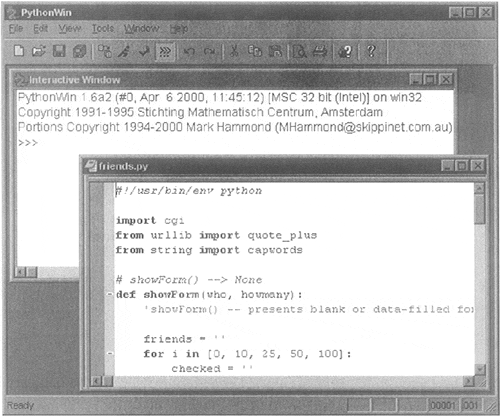 PythonWin
File Edit View Tools Window Help
Interactive Window
PythonWin 1.6a2 (#0, Apr 6 2000, 11:45:12) [MSC 32 bit (Intel)] on win32
Copyright 1991-1995 Stichting Mathematisch Centrum, Amsterdam
Portions Copyright 1994-2000 Mark Hammond (MHammond@skippinet.com.au)
>>>
friends.py
#!/usr/bin/env python
import cgi
from urllib import quote_plus
from string import capwords
# showForm() --> None
def showForm(who, howmany):
'showForm() -- presents blank or data-filled for
friends = ''
for i in [0, 10, 25, 50, 100]:
checked = ''
Ready
00001 001